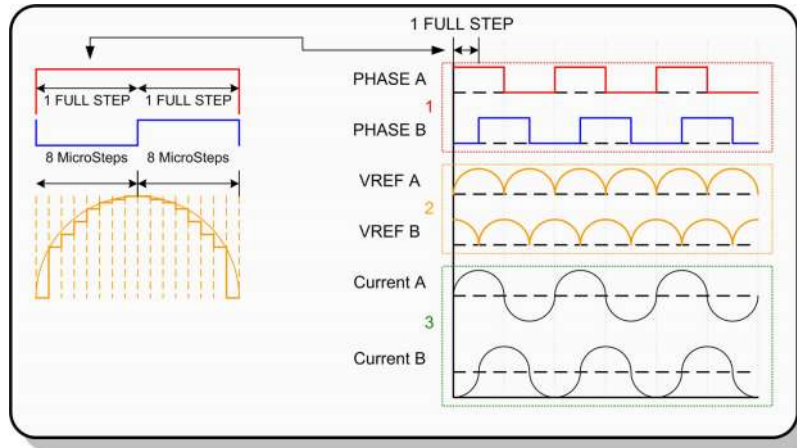 1 FULL STEP
1 FULL STEP 1 FULL STEP
8 MicroSteps 8 MicroSteps
PHASE A
1
PHASE B
VREF A
2
VREF B
Current A
3
Current B